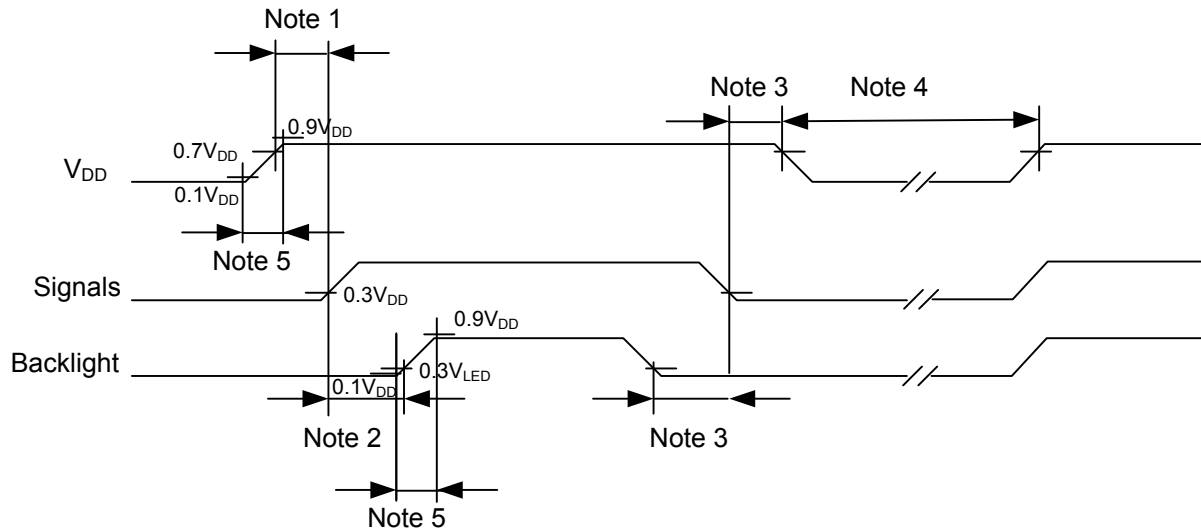 Note 1
Note 3
Note 4
0.9VDD
0.7VDD
VDD
0.1VDD
Note 5
Signals
0.3VDD
0.9VDD
Backlight
0.3VLED
0.1VDD
Note 2
Note 3
Note 5